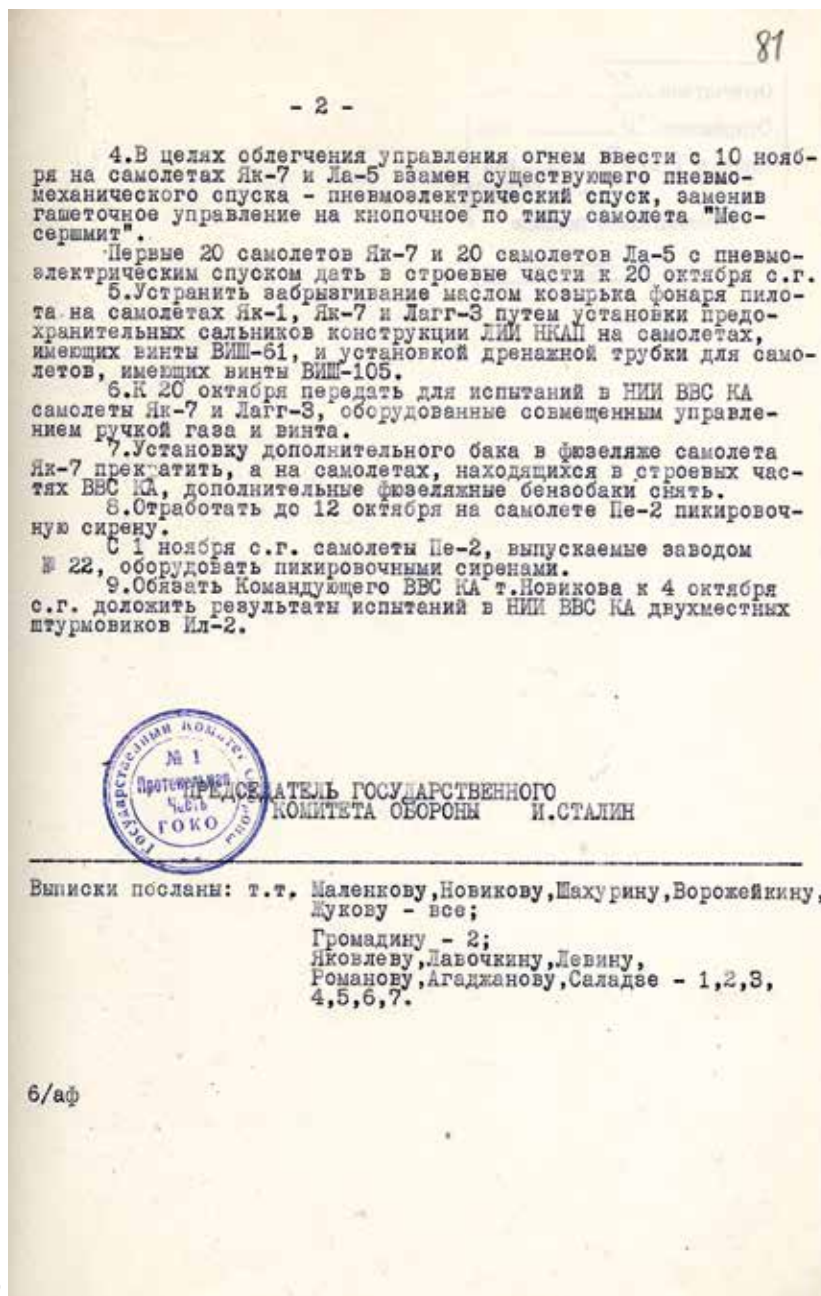 81
- 2 -
4.В целях облегчения управления огнем ввести с 10 нояб-
ря на самолетах Як-7 и Ла-5 взамен существующего пневмо-
механического спуска - пневмоэлектрический спуск, заменив
гашеточное управление на кнопочное по типу самолета "Мес-
сершмит".
Первые 20 самолетов Як-7 и 20 самолетов Ла-5 с пневмо-
электрическим спуском дать в строевые части к 20 октября с.г.
5.Устранить забрызгивание маслом козырька фонаря пило-
та на самолетах Як-1, Як-7 и Лагг-3 путем установки предо-
хранительных сальников конструкции ЛИИ НКАП на самолетах,
имеющих винты ВИШ-61, и установкой дренажной трубки для само-
летов, имеющих винты ВИШ-105.
6.К 20 октября передать для испытаний в НИИ ВВС КА
самолеты Як-7 и Лагг-3, оборудованные совмещенным управле-
нием ручкой газа и винта.
7.Установку дополнительного бака в фюзеляже самолета
Як-7 прекратить, а на самолетах, находящихся в строевых час-
тях ВВС КА, дополнительные фюзеляжные бензобаки снять.
8.Отработать до 12 октября на самолете Пе-2 пикировоч-
ную сирену.
С 1 ноября с.г. самолеты Пе-2, выпускаемые заводом
№ 22, оборудовать пикировочными сиренами.
9.Обязать Командующего ВВС КА т.Новикова к 4 октября
с.г. доложить результаты испытаний в НИИ ВВС КА двухместных
штурмовиков Ил-2.
Государственный Комитет Обороны
№ 1
Протокольная
Часть
ГОКО
ПРЕДСЕДАТЕЛЬ ГОСУДАРСТВЕННОГО
КОМИТЕТА ОБОРОНЫ И.СТАЛИН
Выписки посланы: т.т. Маленкову,Новикову,Шахурину,Ворожейкину,
Жукову - все;
Громадину - 2;
Яковлеву,Лавочкину,Левину,
Романову,Агаджанову,Саладзе - 1,2,3,
4,5,6,7.
6/аф